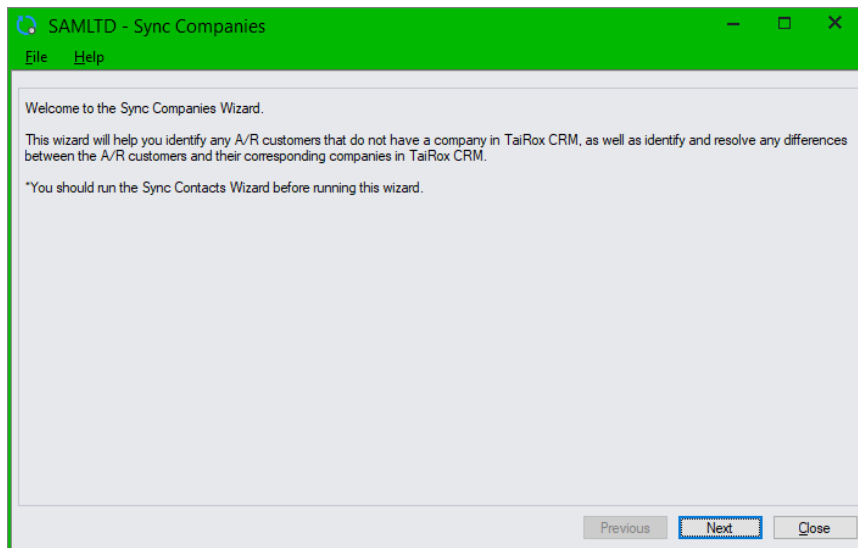 SAMLTD - Sync Companies
File Help
Welcome to the Sync Companies Wizard.
This wizard will help you identify any A/R customers that do not have a company in TaiRox CRM, as well as identify and resolve any differences
between the A/R customers and their corresponding companies in TaiRox CRM.
*You should run the Sync Contacts Wizard before running this wizard.
Previous Next Close